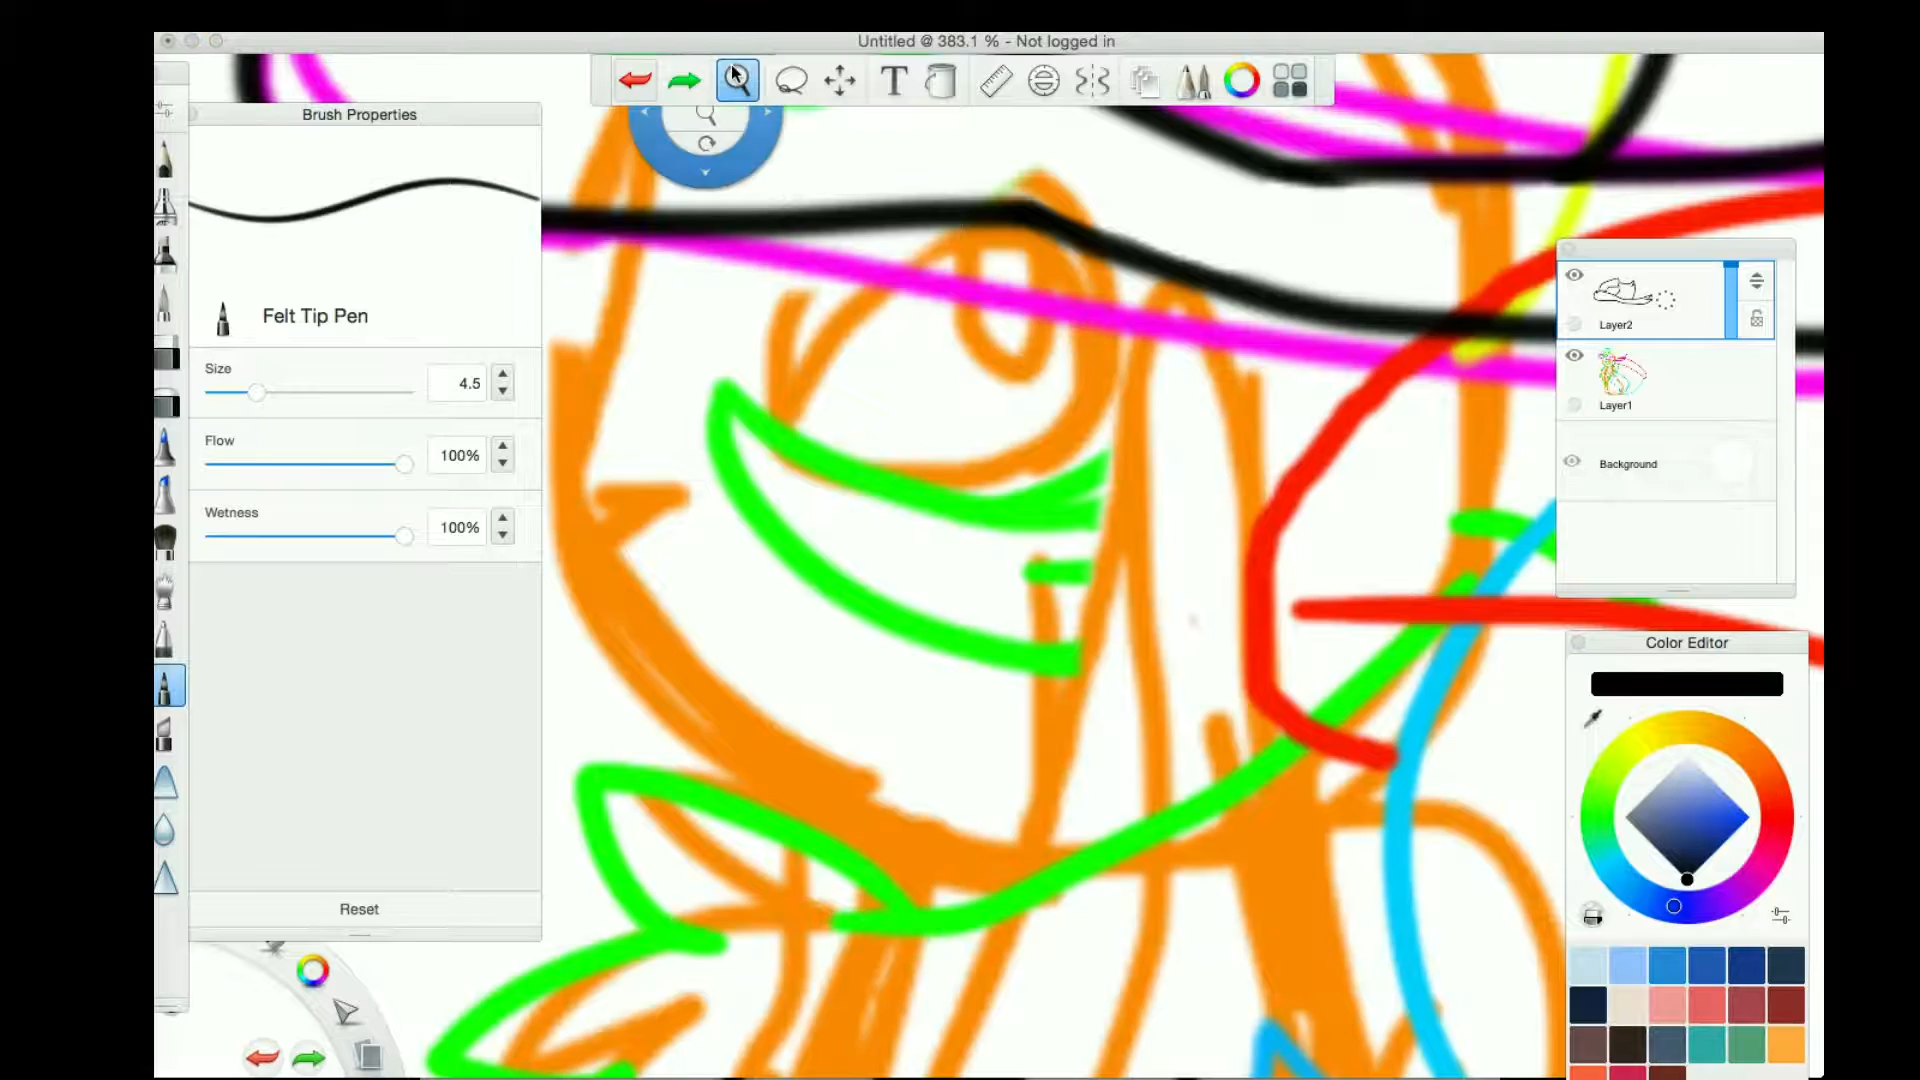 Untitled @ 383.1 % - Not logged in
T
Brush Properties
Felt Tip Pen
Size
4.5
Flow
100%
Wetness
100%
Reset
Layer2
Layer1
Background
Color Editor